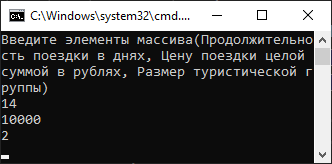 C:\Windows\system32\cmd....
Введите элементы массива(Продолжительно
сть поездки в днях, Цену поездки целой
суммой в рублях, Размер туристической г
руппы)
14
10000
2